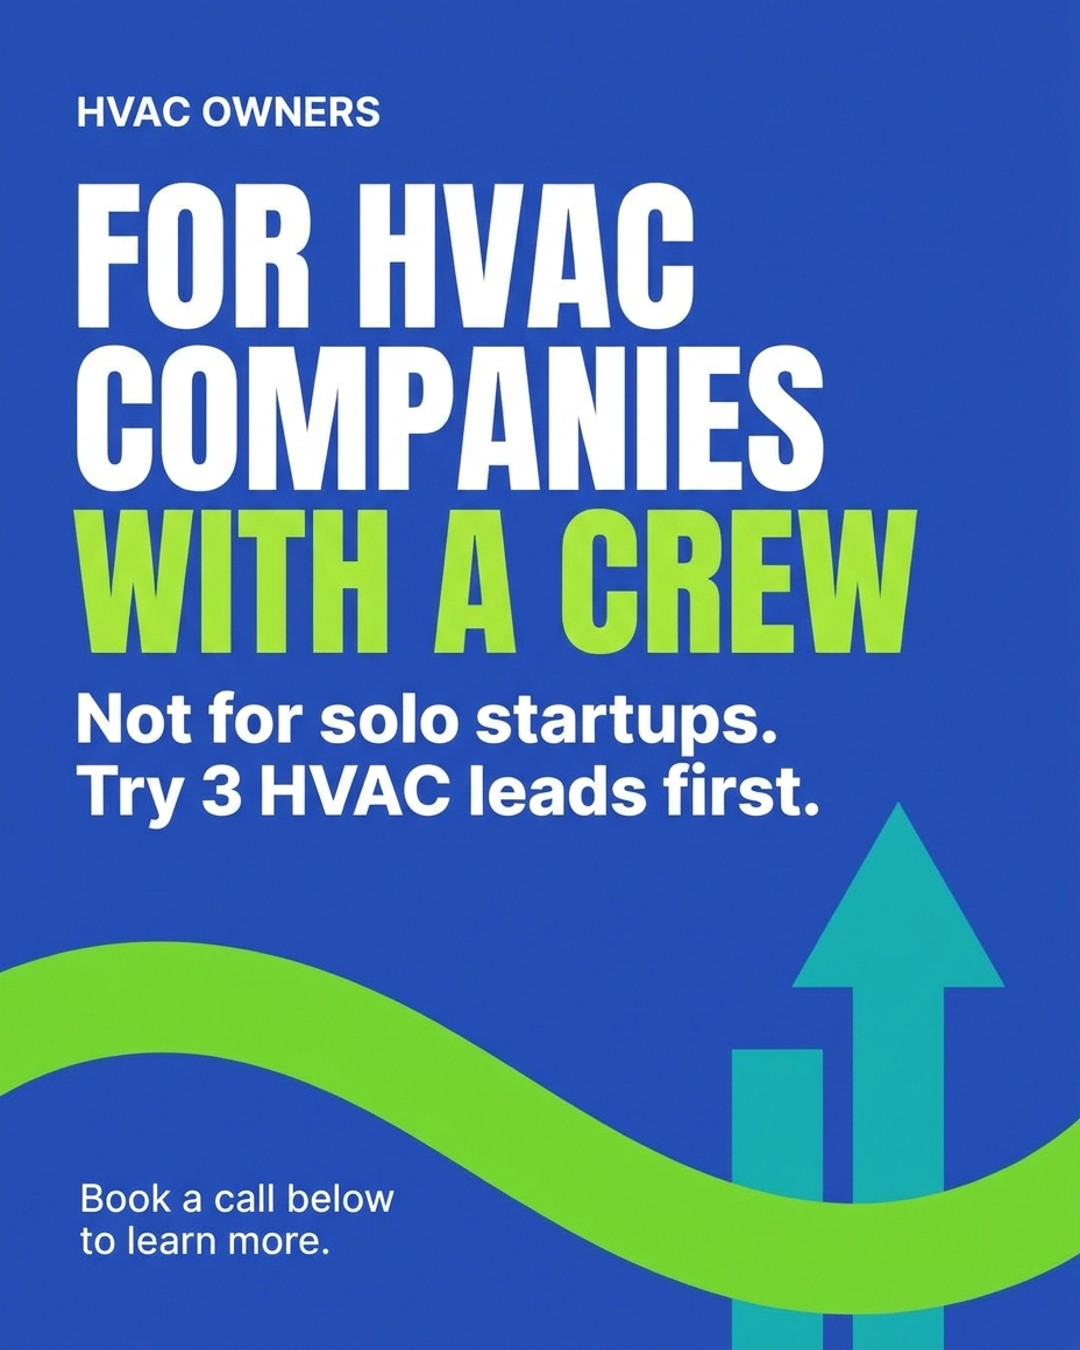 HVAC OWNERS
FOR HVAC
COMPANIES
WITH A CREW
Not for solo startups.
Try 3 HVAC leads first.
Book a call below
to learn more.